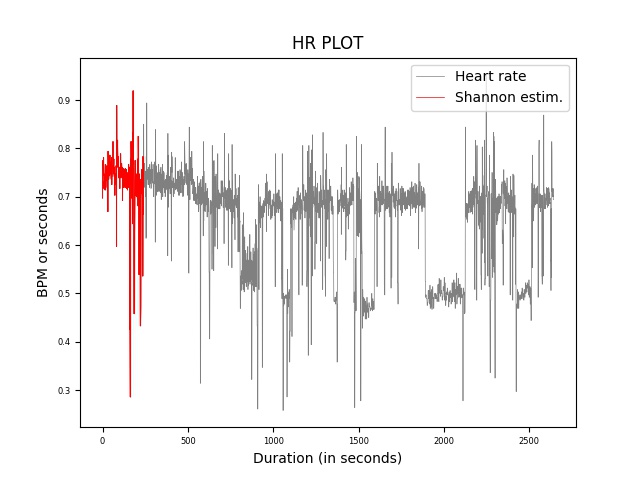 HR PLOT
Heart rate
Shannon estim.
BPM or seconds
0.9
0.8
0.7
0.6
0.5
0.4
0.3
0 500 1000 1500 2000 2500
Duration (in seconds)